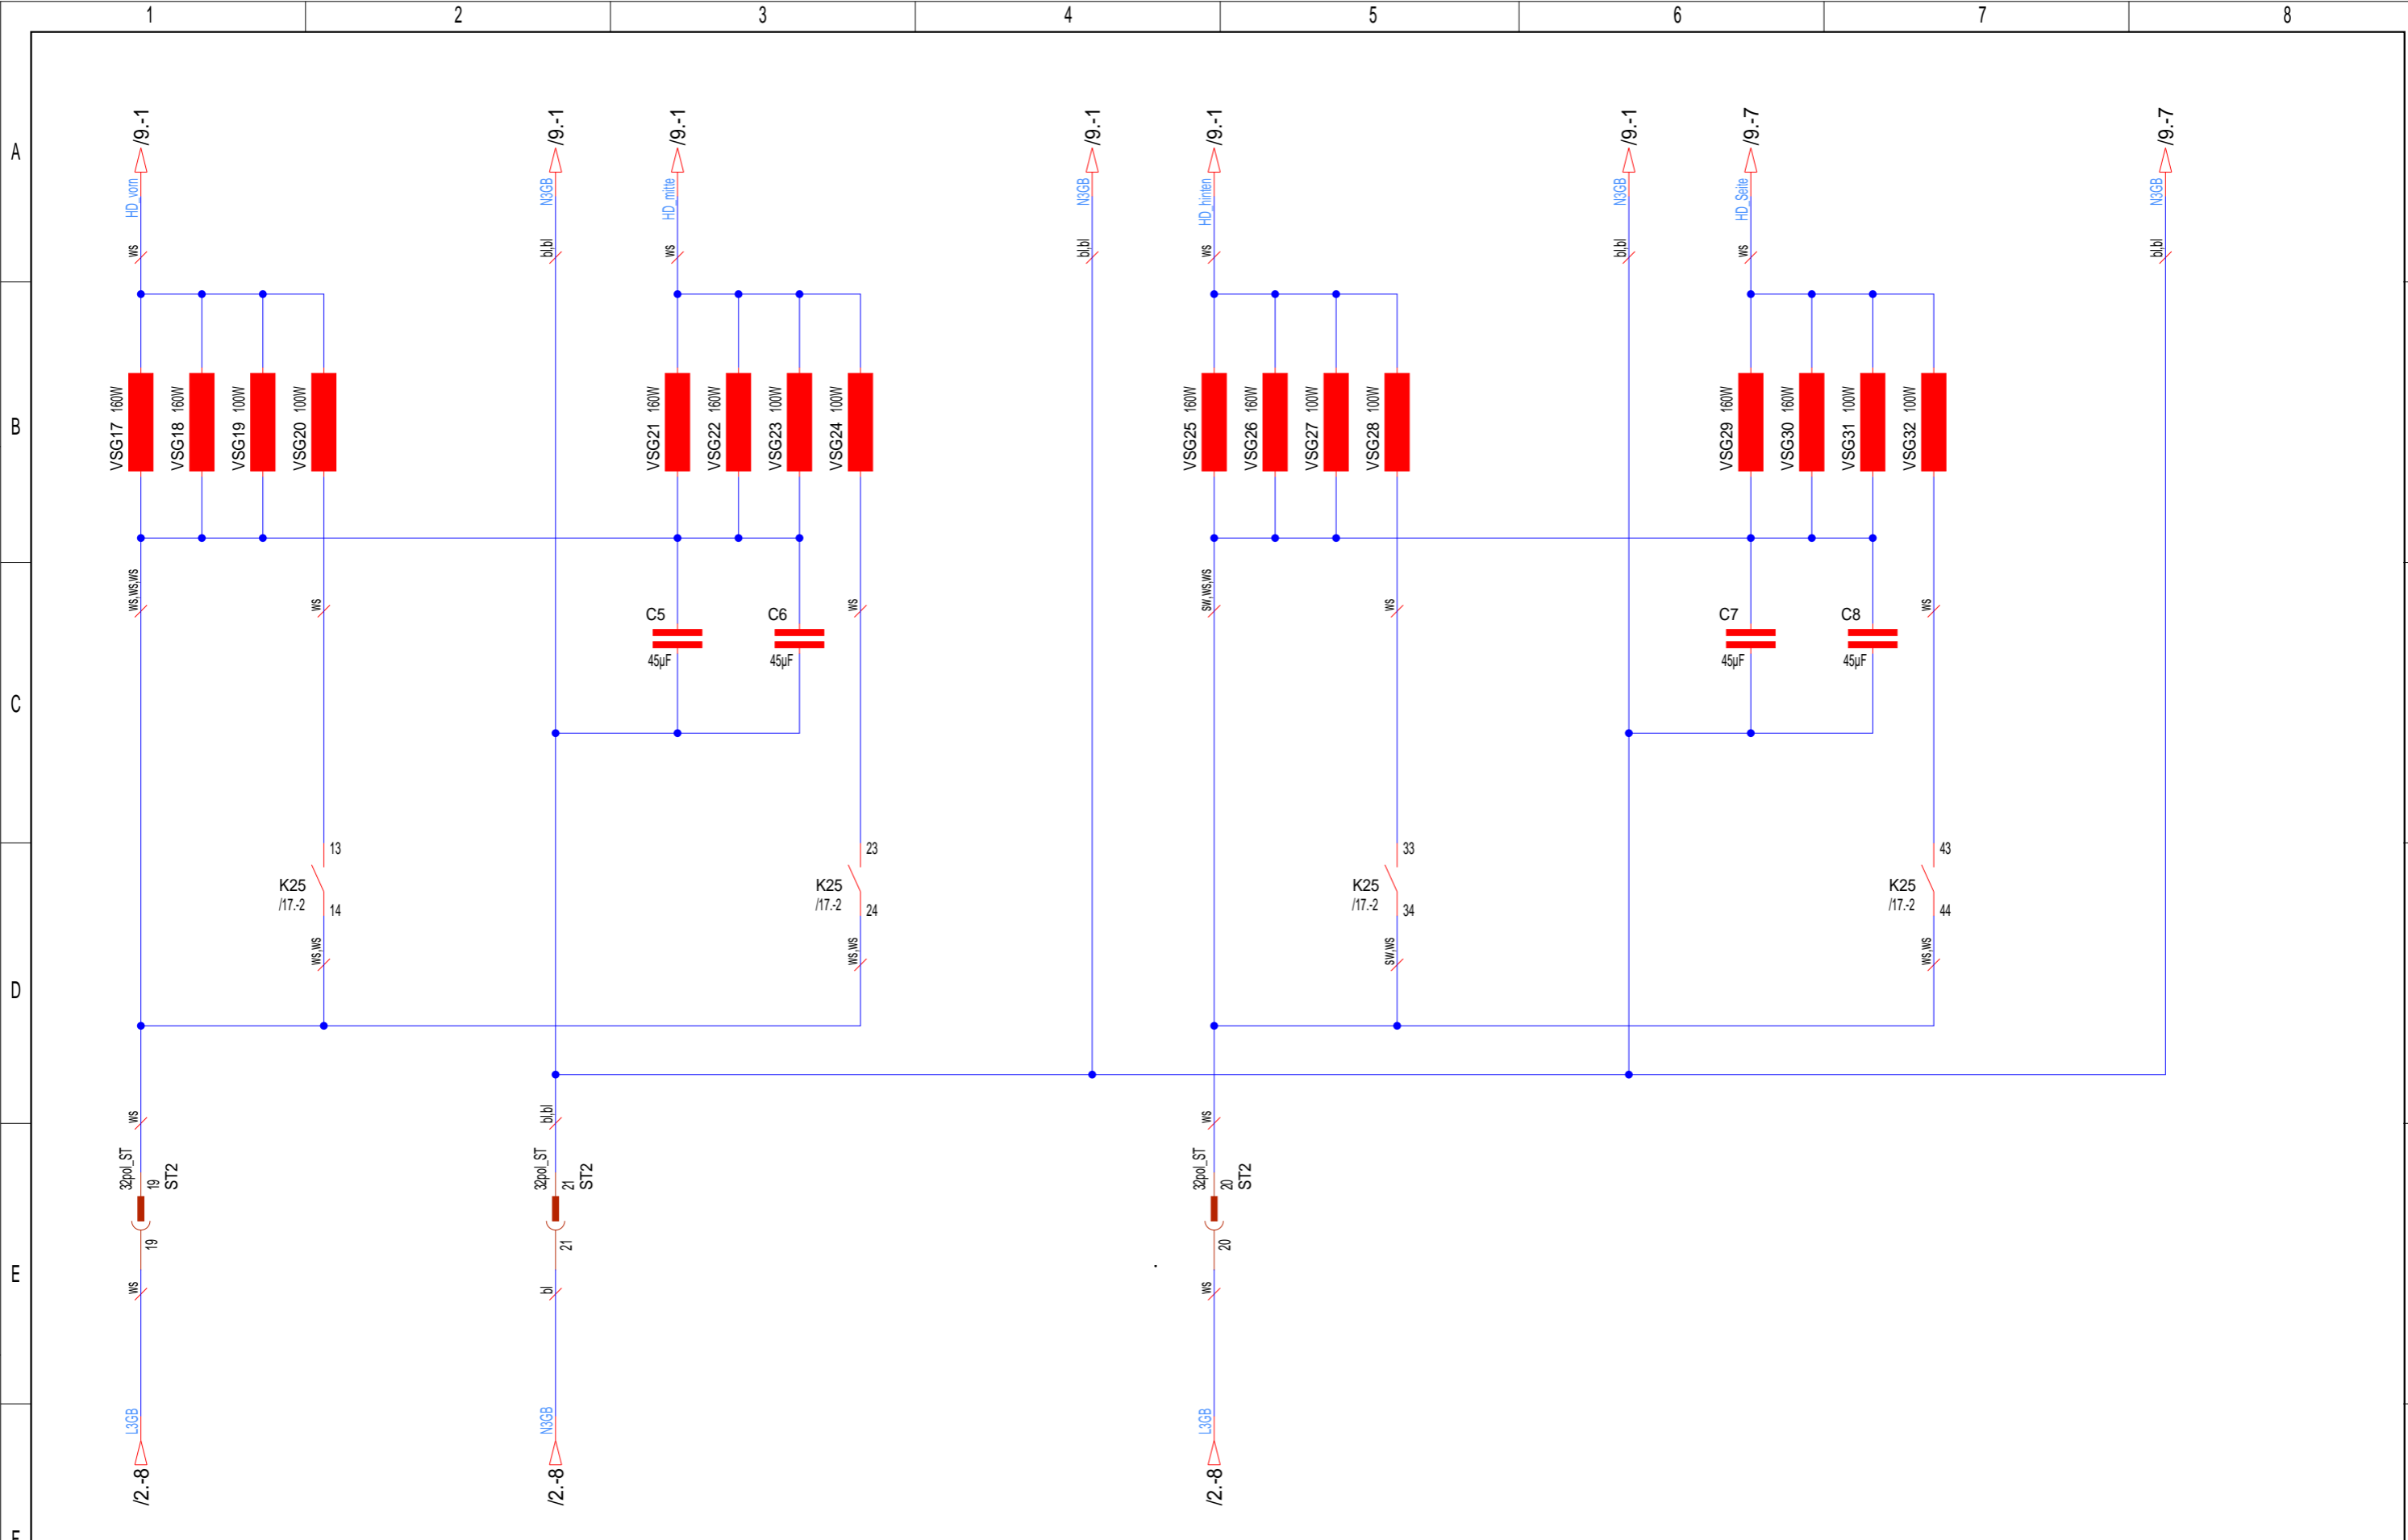 1 2 3 4 5 6 7 8
A
/9.-1 /9.-1 /9.-1 /9.-1 /9.-1 /9.-1 /9.-7 /9.-7
HD_vorn N3GB HD_mitte N3GB HD_hinten N3GB HD_Seite N3GB
ws bl,bl ws bl,bl ws bl,bl ws bl,bl
B
VSG17 160W VSG18 160W VSG19 100W VSG20 100W VSG21 160W VSG22 160W VSG23 100W VSG24 100W VSG25 160W VSG26 160W VSG27 100W VSG28 100W VSG29 160W VSG30 160W VSG31 100W VSG32 100W
ws,ws,ws ws ws sw,ws,ws ws ws
C5 C6 C7 C8
45µF 45µF 45µF 45µF
C
13 23 33 43
K25 K25 K25 K25
/17.-2 14 /17.-2 24 /17.-2 34 /17.-2 44
ws,ws ws,ws sw,ws ws,ws
D
ws bl,bl ws
32pol_ST 19 ST2 32pol_ST 21 ST2 32pol_ST 20 ST2
19 21 20
E
ws bl ws
L3GB N3GB L3GB
/2.-8 /2.-8 /2.-8